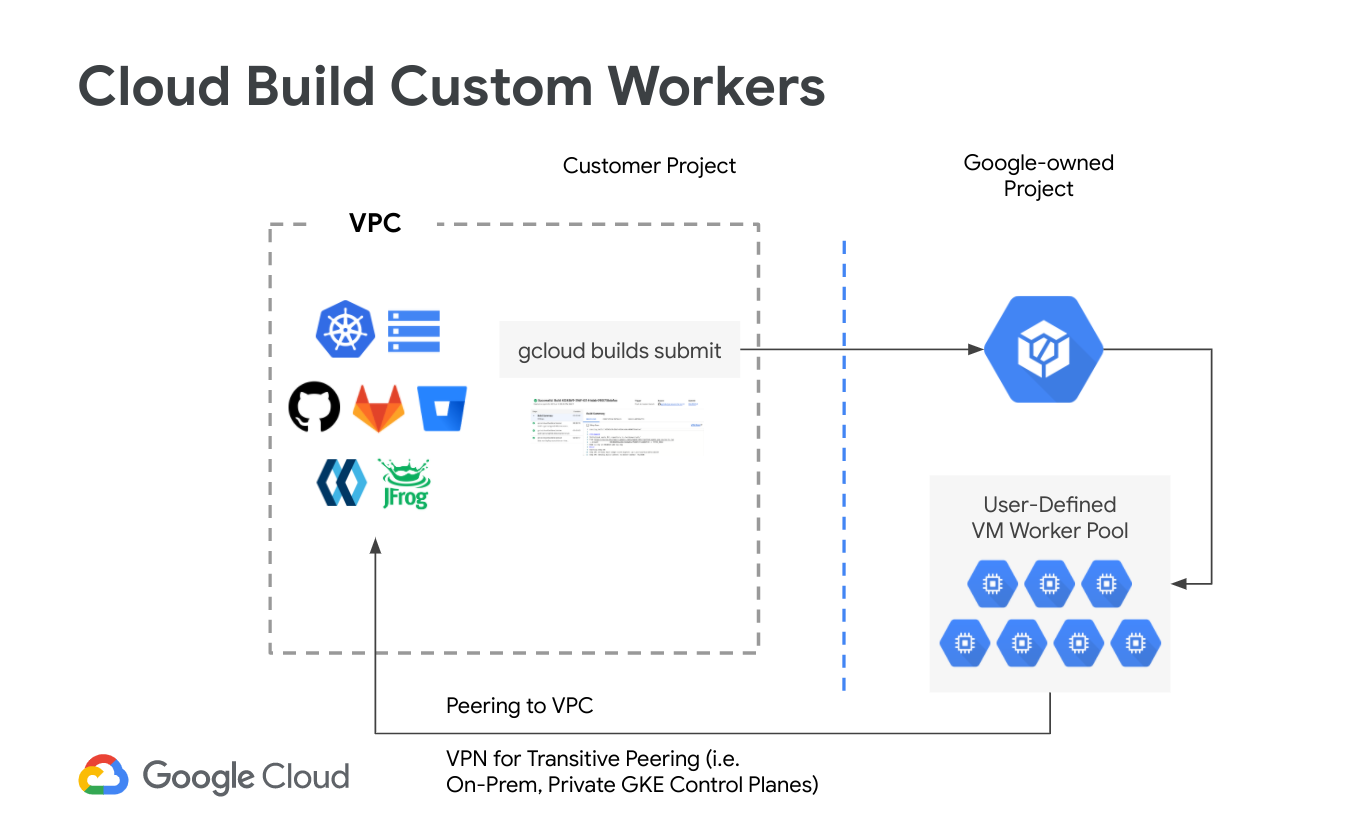 Cloud Build Custom Workers
Customer Project
Google-owned
Project
VPC
gcloud builds submit
JFrog
User-Defined
VM Worker Pool
Peering to VPC
VPN for Transitive Peering (i.e.
On-Prem, Private GKE Control Planes)
Google Cloud